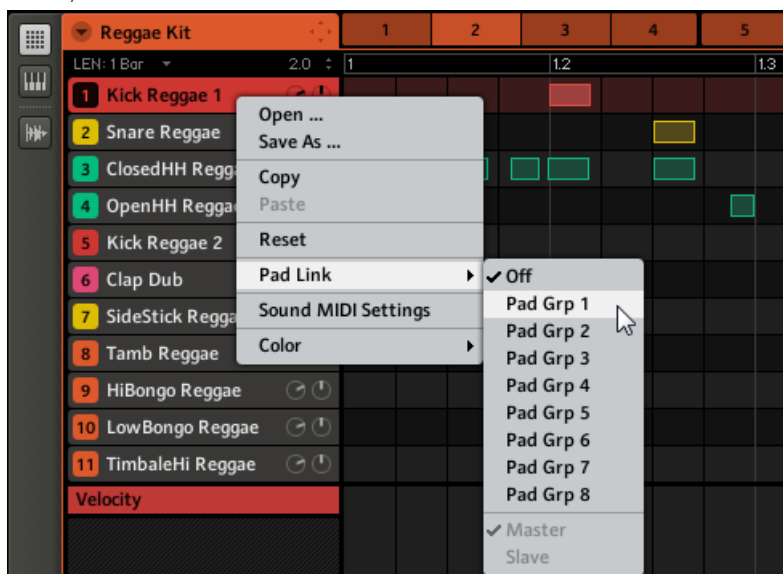 Reggae Kit
1 2 3 4 5
LEN: 1 Bar 2.0 1 1.2 1.3
1 Kick Reggae 1
2 Snare Reggae
3 ClosedHH Regg
4 OpenHH Regga
5 Kick Reggae 2
6 Clap Dub
7 SideStick Regga
8 Tamb Reggae
9 HiBongo Reggae
10 LowBongo Reggae
11 TimbaleHi Reggae
Velocity
Open ...
Save As ...
Copy
Paste
Reset
Pad Link
Sound MIDI Settings
Color
Off
Pad Grp 1
Pad Grp 2
Pad Grp 3
Pad Grp 4
Pad Grp 5
Pad Grp 6
Pad Grp 7
Pad Grp 8
Master
Slave